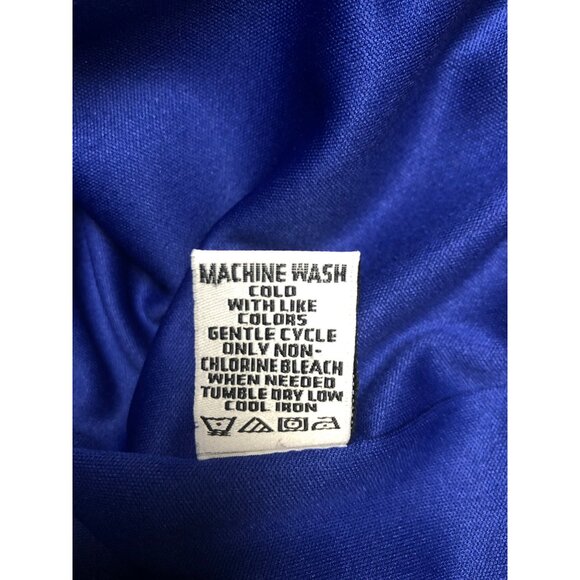 MACHINE WASH
COLD
WITH LIKE
COLORS
GENTLE CYCLE
ONLY NON-
CHLORINE BLEACH
WHEN NEEDED
TUMBLE DRY LOW
COOL IRON